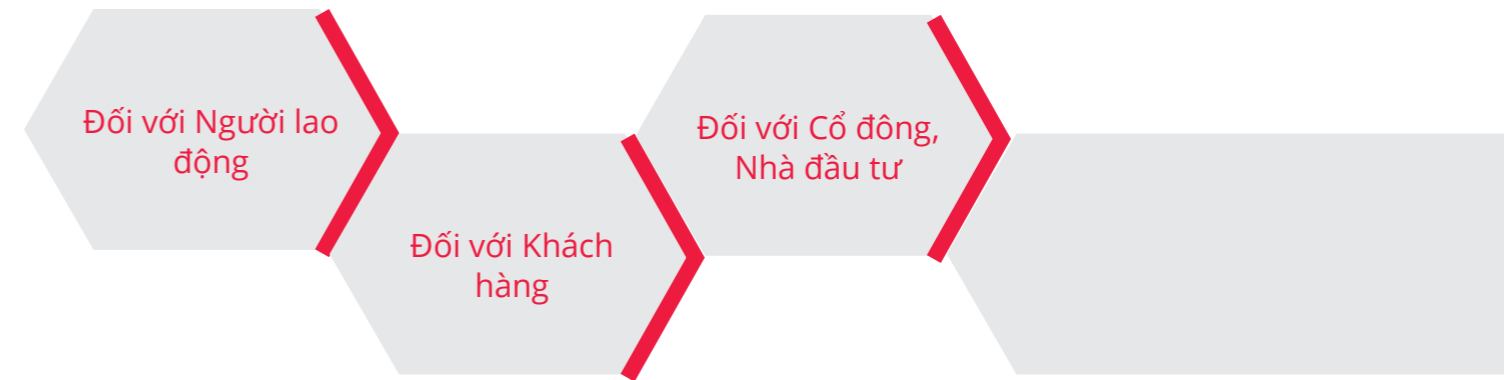 Đối với Người lao
động
Đối với Khách
hàng
Đối với Cổ đông,
Nhà đầu tư